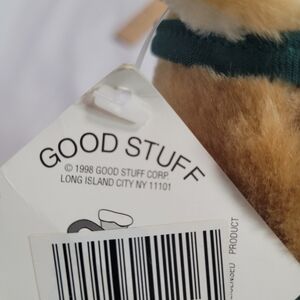 GOOD STUFF
© 1998 GOOD STUFF CORP.
LONG ISLAND CITY NY 11101
PRODUCT